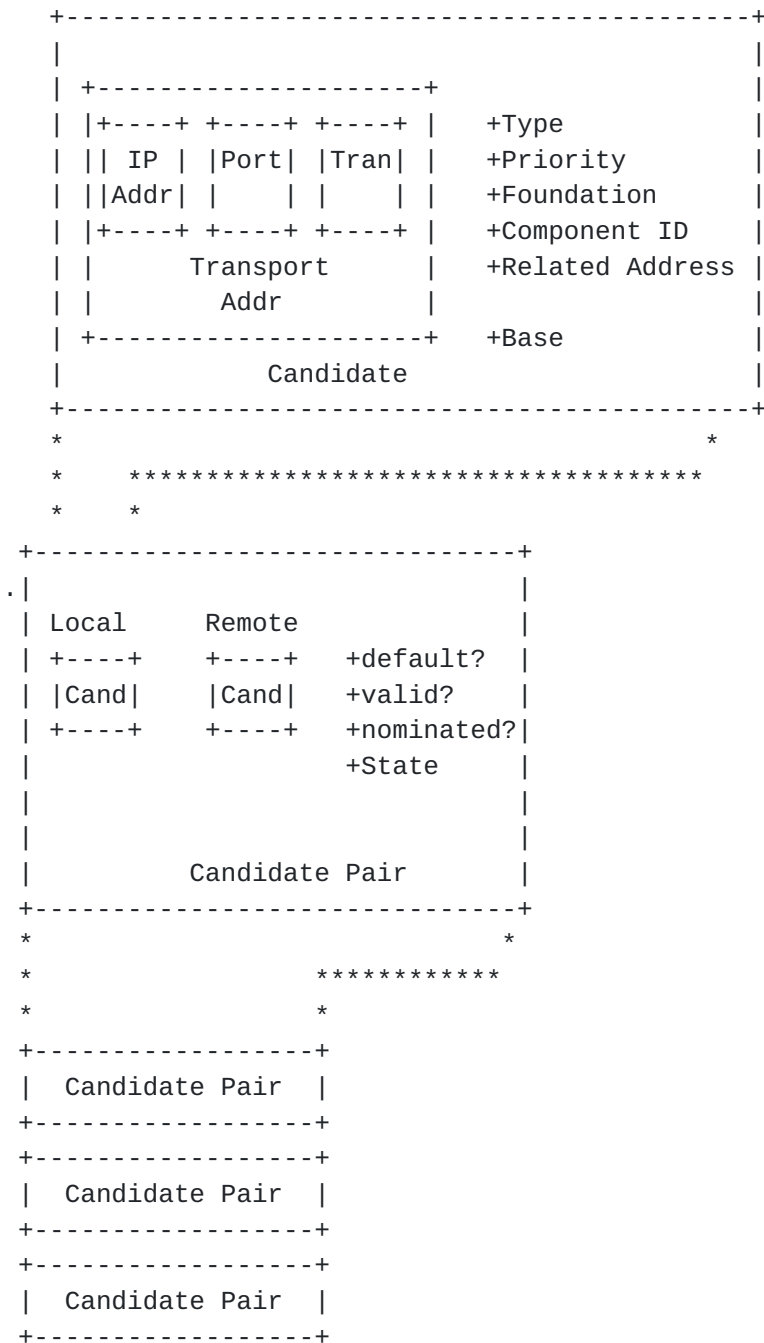 +--------------------------------------------+
|                                            |
| +---------------------+                    |
| |+----+ +----+ +----+ |   +Type            |
| || IP | |Port| |Tran| |   +Priority        |
| ||Addr| |    | |    | |   +Foundation      |
| |+----+ +----+ +----+ |   +Component ID    |
| |      Transport      |   +Related Address |
| |        Addr         |                    |
| +---------------------+   +Base            |
|             Candidate                      |
+--------------------------------------------+
*                                         *
*    *************************************
*    *
+-------------------------------+
.|                               |
| Local     Remote              |
| +----+    +----+   +default?  |
| |Cand|    |Cand|   +valid?    |
| +----+    +----+   +nominated?|
|                    +State     |
|                               |
|                               |
|          Candidate Pair       |
+-------------------------------+
*                              *
*                  ************
*                  *
+------------------+
|  Candidate Pair  |
+------------------+
+------------------+
|  Candidate Pair  |
+------------------+
+------------------+
|  Candidate Pair  |
+------------------+